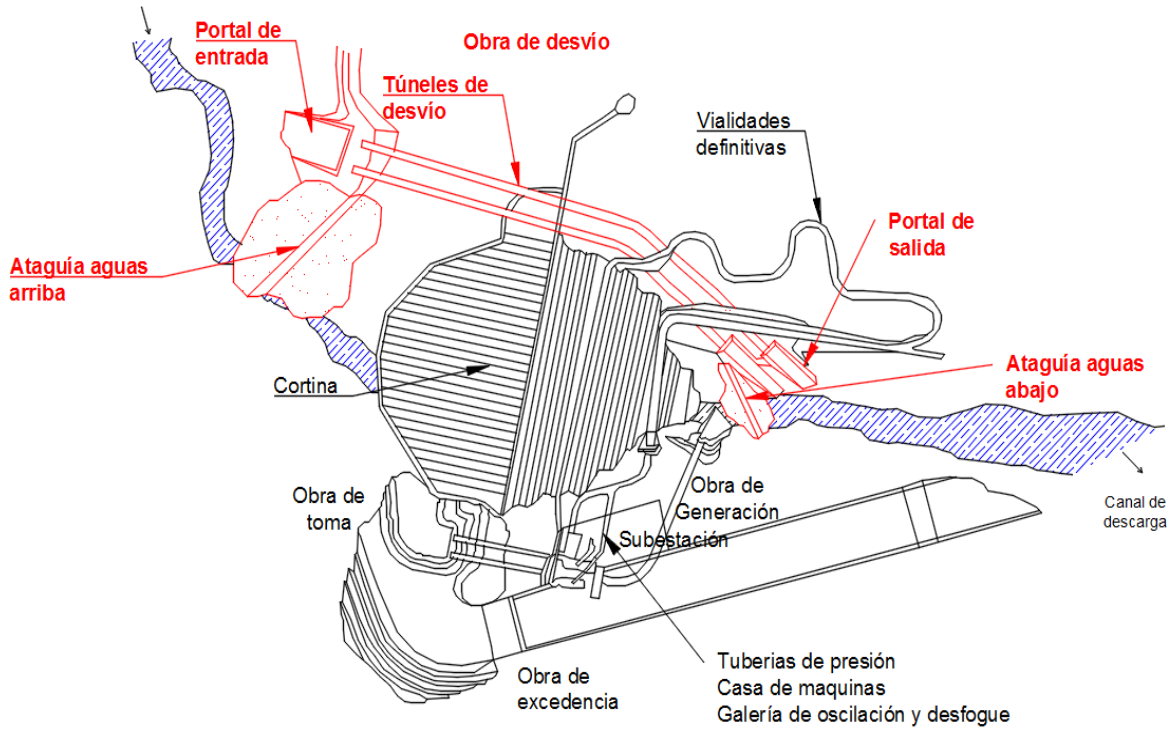 Portal de
entrada
Obra de desvío
Túneles de
desvío
Vialidades
definitivas
Portal de
salida
Ataguía aguas
arriba
Cortina
Ataguía aguas
abajo
Obra de
toma
Obra de
Generación
Subestación
Canal de
descarga
Obra de
excedencia
Tuberias de presión
Casa de maquinas
Galería de oscilación y desfogue